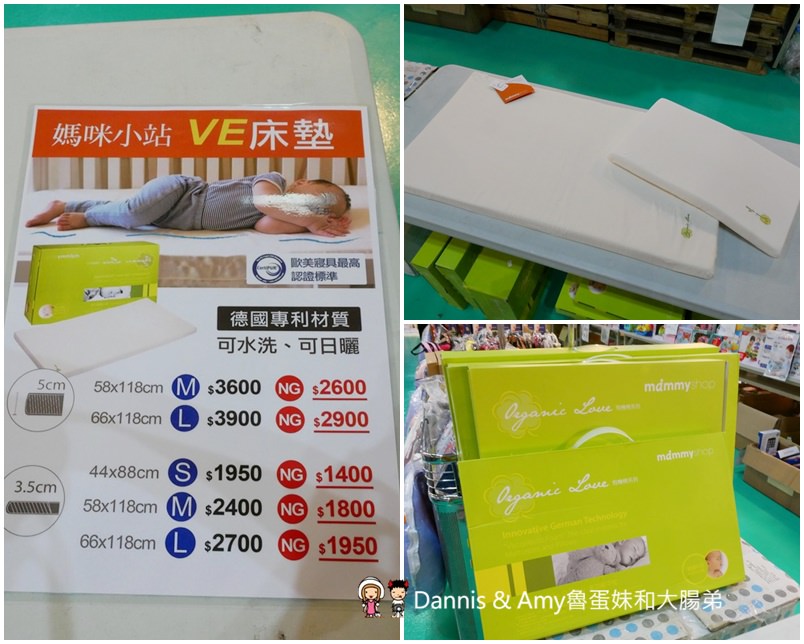 媽咪小站 VE床墊
歐美寢具最高
認證標準
德國專利材質
可水洗、可日曬
5cm
58x118cm M $3600 NG $2600
66x118cm L $3900 NG $2900
3.5cm
44x88cm S $1950 NG $1400
58x118cm M $2400 NG $1800
66x118cm L $2700 NG $1950
mdmmyshop
Organic Love
mdmmyshop
Organic Love
Innovative German Technology
Dannis & Amy魯蛋妹和大腸弟